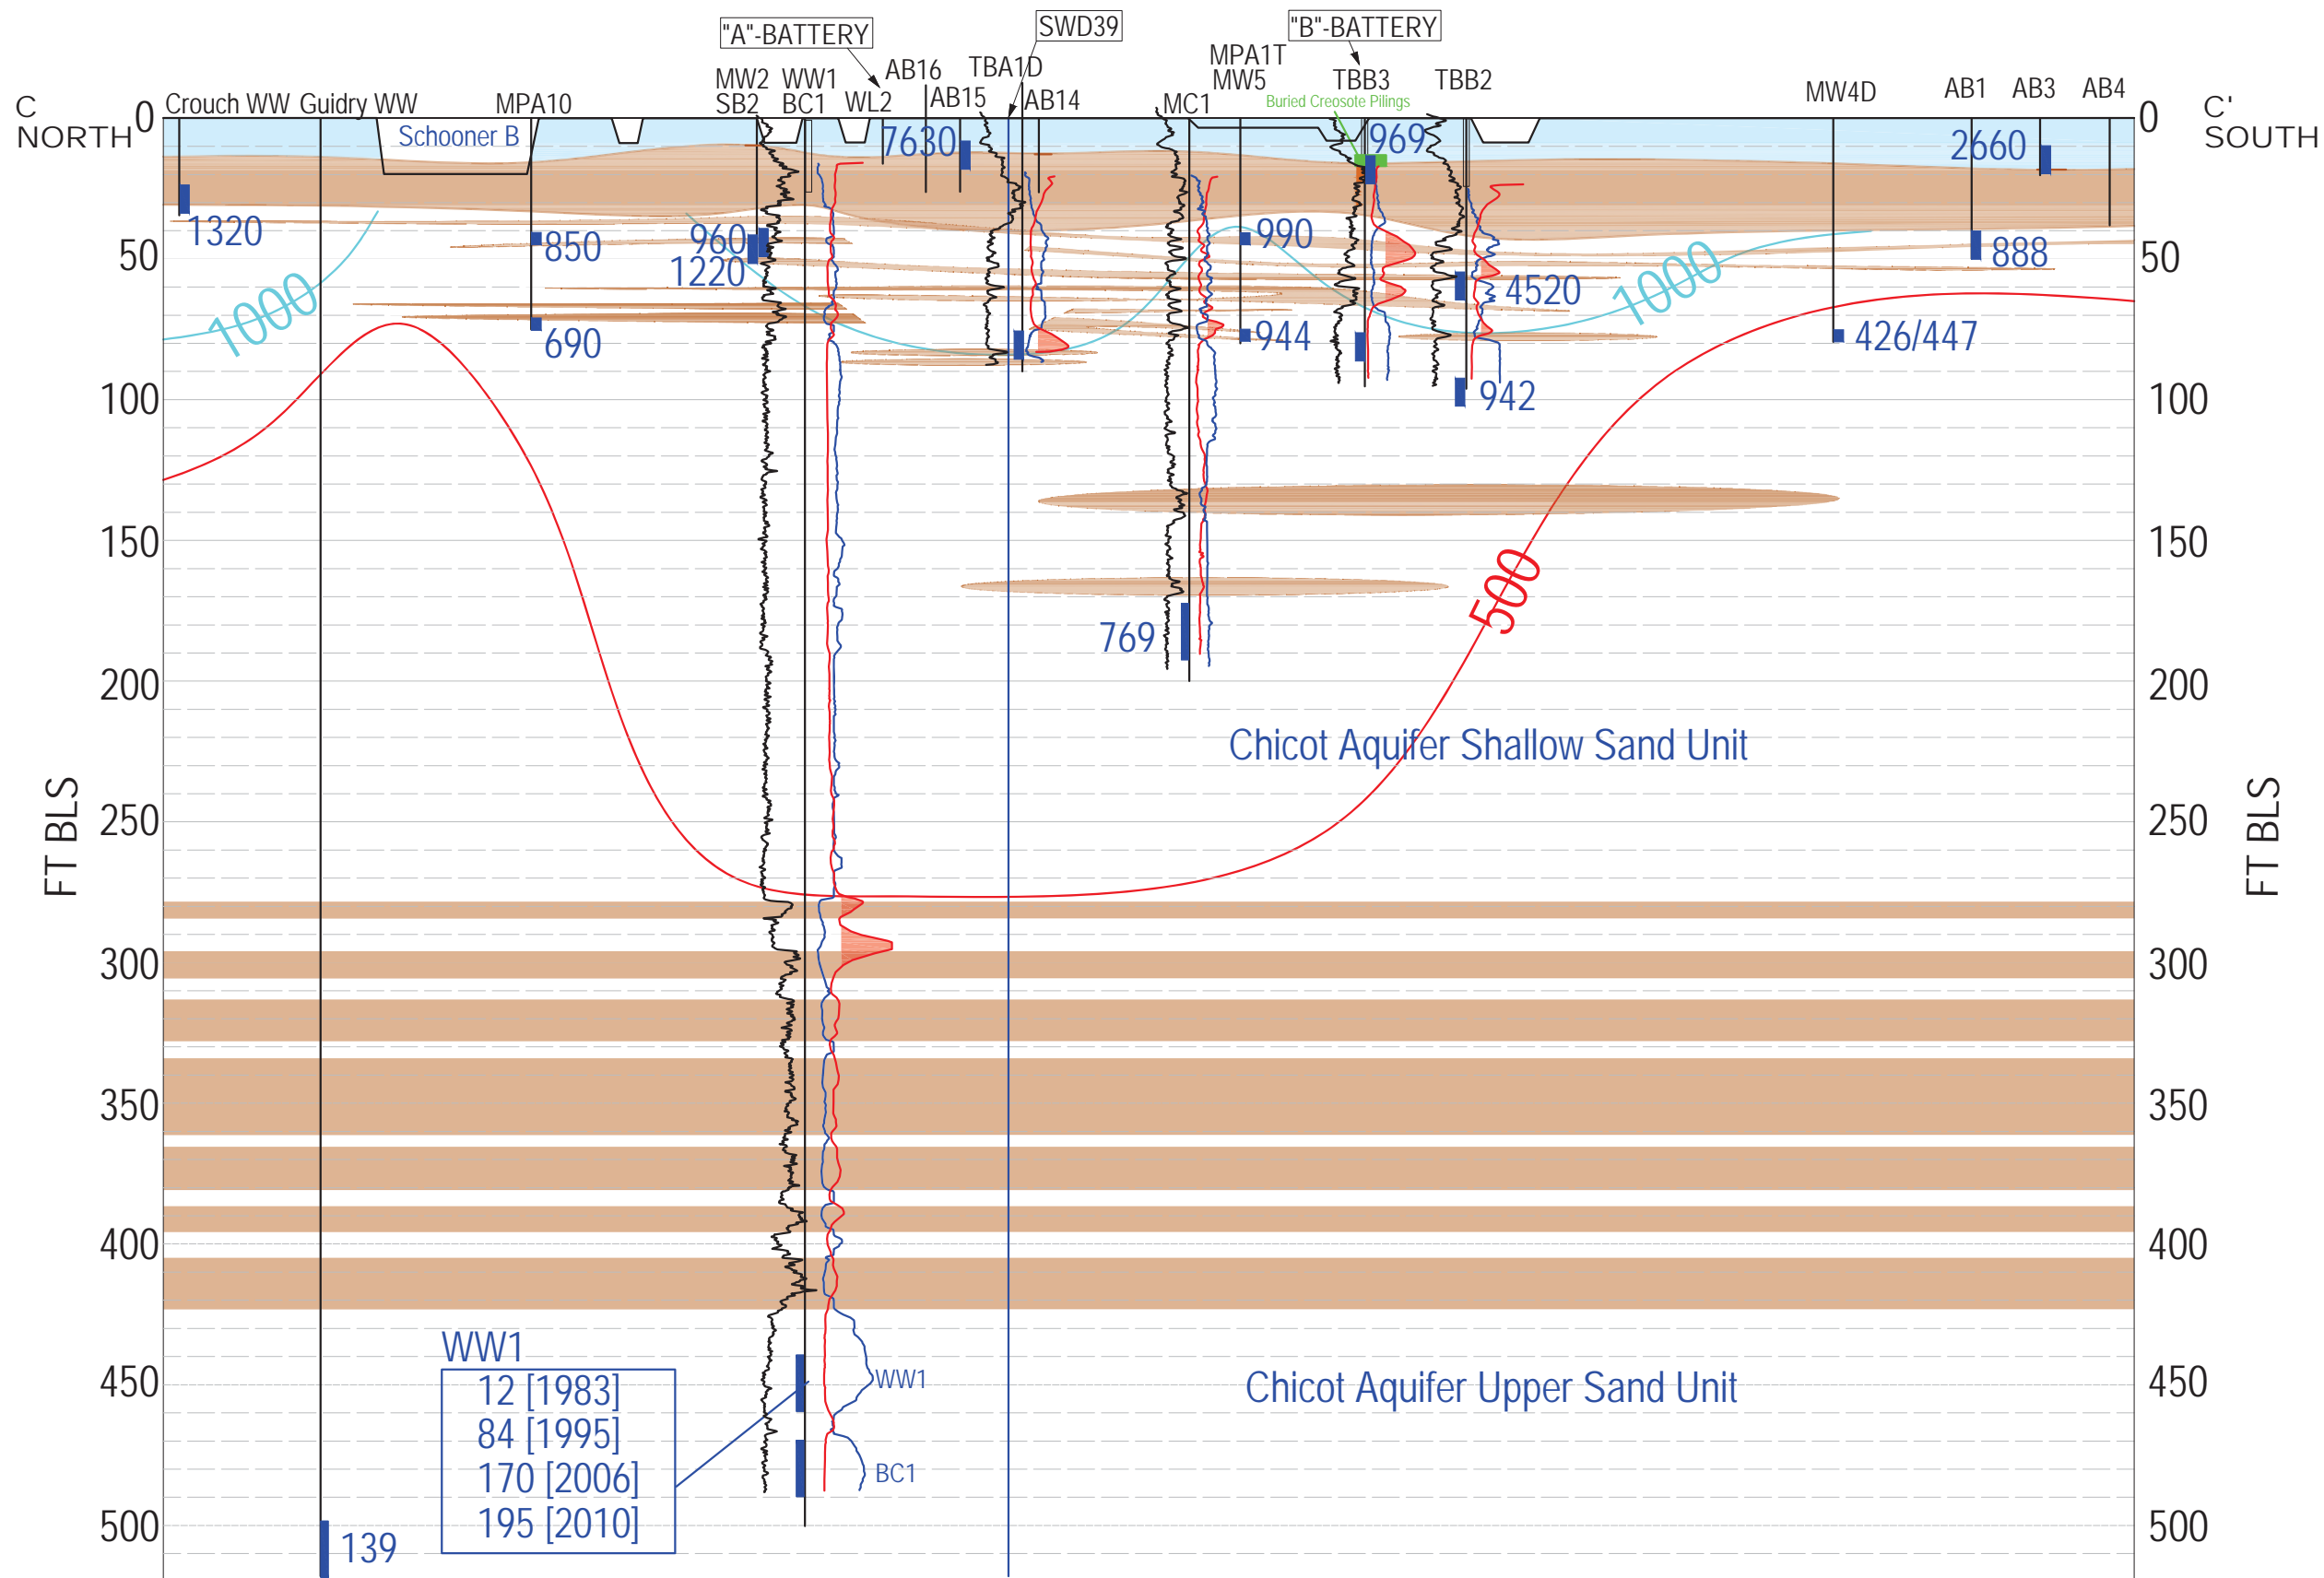 "A"-BATTERY
SWD39
"B"-BATTERY
MW2
SB2
WW1
BC1
WL2
AB16
AB15
TBA1D
AB14
MC1
MPA1T
MW5
TBB3
TBB2
MW4D
AB1
AB3
AB4
Crouch WW
Guidry WW
MPA10
C
NORTH
C'
SOUTH
Buried Creosote Pilings
Schooner B
0
50
100
150
200
250
300
350
400
450
500
FT BLS
0
50
100
150
200
250
300
350
400
450
500
FT BLS
7630
969
2660
1320
850
960
1220
990
888
4520
690
944
426/447
942
1000
1000
769
500
Chicot Aquifer Shallow Sand Unit
WW1
12 [1983]
84 [1995]
170 [2006]
195 [2010]
WW1
BC1
Chicot Aquifer Upper Sand Unit
139